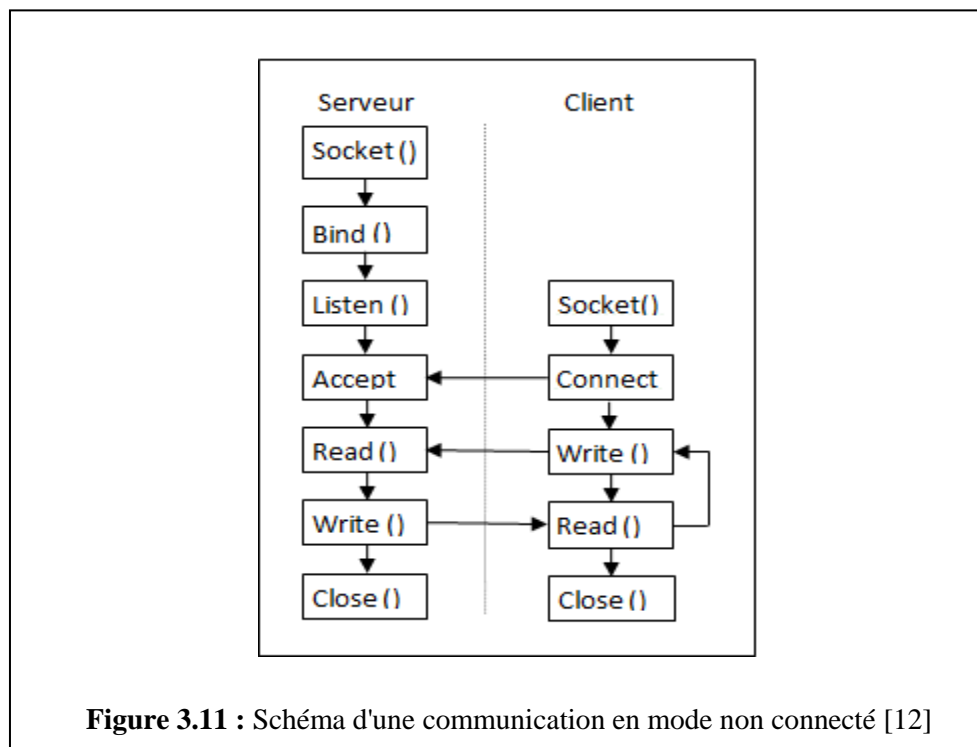 Serveur Client
Socket ()
Bind ()
Listen () Socket()
Accept Connect
Read () Write ()
Write () Read ()
Close () Close ()
Figure 3.11 : Schéma d'une communication en mode non connecté [12]